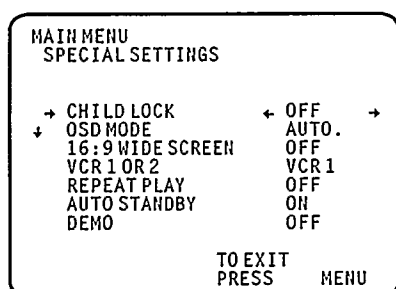 MAIN MENU
SPECIAL SETTINGS
→ CHILD LOCK ← OFF →
↓ OSD MODE AUTO.
16:9 WIDE SCREEN OFF
VCR 1 OR 2 VCR 1
REPEAT PLAY OFF
AUTO STANDBY ON
DEMO OFF
TO EXIT
PRESS MENU